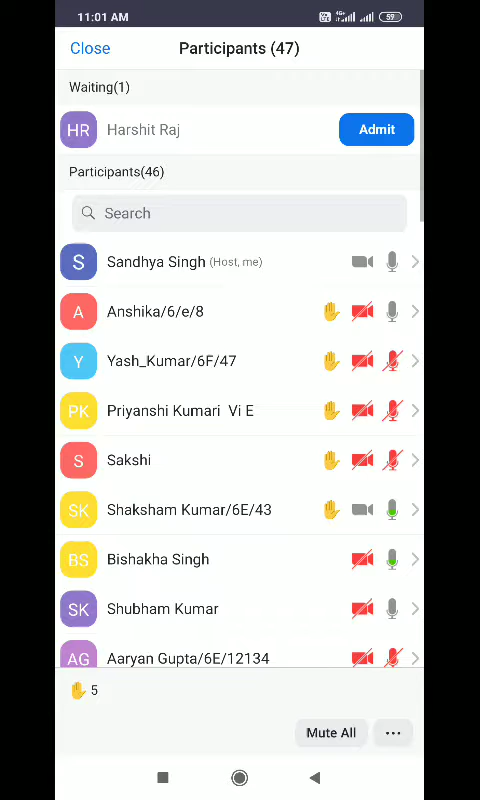 11:01 AM
4G+
59
Close
Participants (47)
Waiting(1)
HR
Harshit Raj
Admit
Participants(46)
Search
S
Sandhya Singh (Host, me)
A
Anshika/6/e/8
Y
Yash_Kumar/6F/47
PK
Priyanshi Kumari  Vi E
S
Sakshi
SK
Shaksham Kumar/6E/43
BS
Bishakha Singh
SK
Shubham Kumar
AG
Aaryan Gupta/6E/12134
5
Mute All